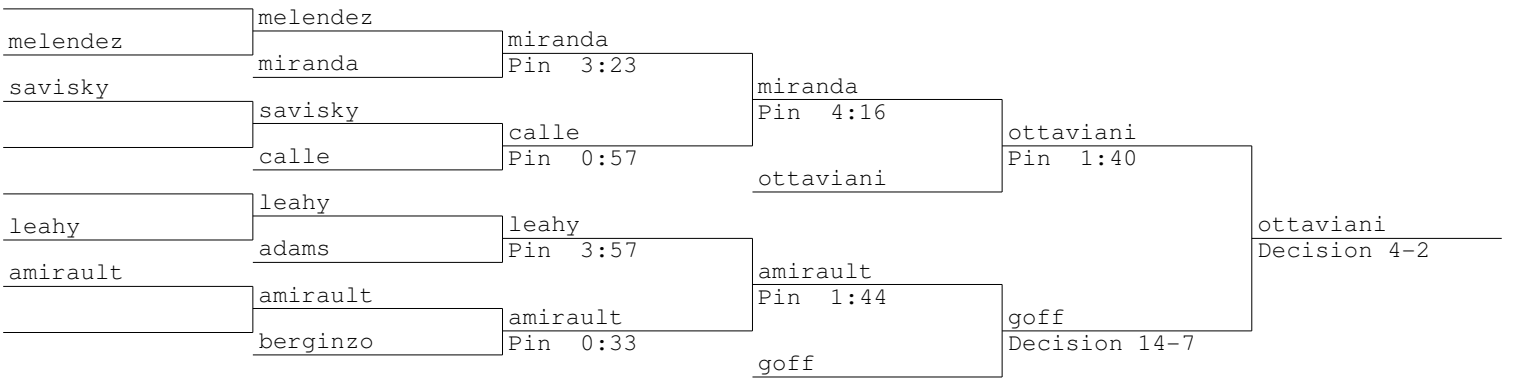 melendez
melendez
miranda
miranda
Pin 3:23
savisky
savisky
calle
calle
Pin 0:57
miranda
Pin 4:16
ottaviani
ottaviani
Pin 1:40
leahy
leahy
adams
leahy
Pin 3:57
amirault
amirault
berginzo
amirault
Pin 0:33
amirault
Pin 1:44
goff
goff
Decision 14-7
ottaviani
Decision 4-2